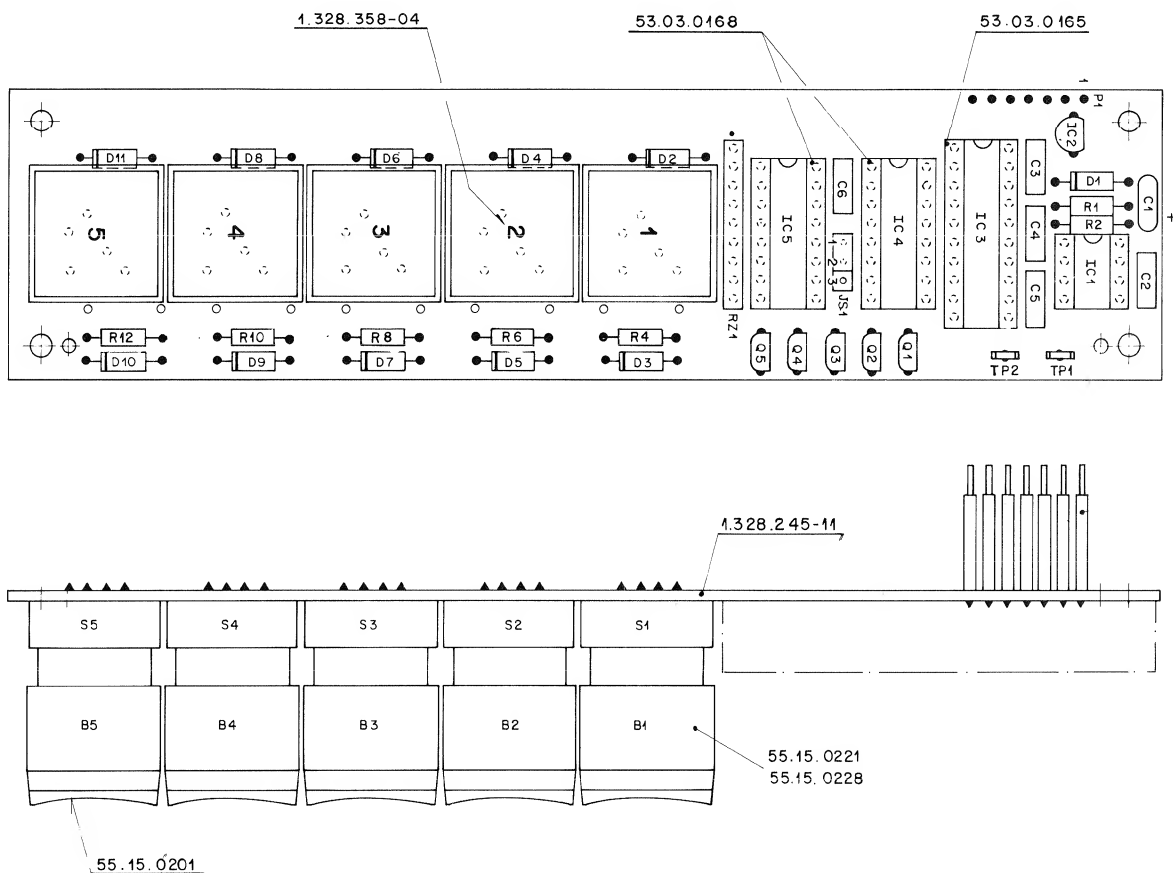 1.328.358-04
53.03.0168
53.03.0165
1
P1
IC2
D11
D8
D6
D4
D2
C6
C3
D1
R1
R2
C1
+
5
4
3
2
1
IC5
1
2
3
JS1
IC4
IC3
C4
C5
IC1
C2
RZ1
R12
R10
R8
R6
R4
D10
D9
D7
D5
D3
Q5
Q4
Q3
Q2
Q1
TP2
TP1
1.328.245-11
S5
S4
S3
S2
S1
B5
B4
B3
B2
B1
55.15.0221
55.15.0228
55.15.0201